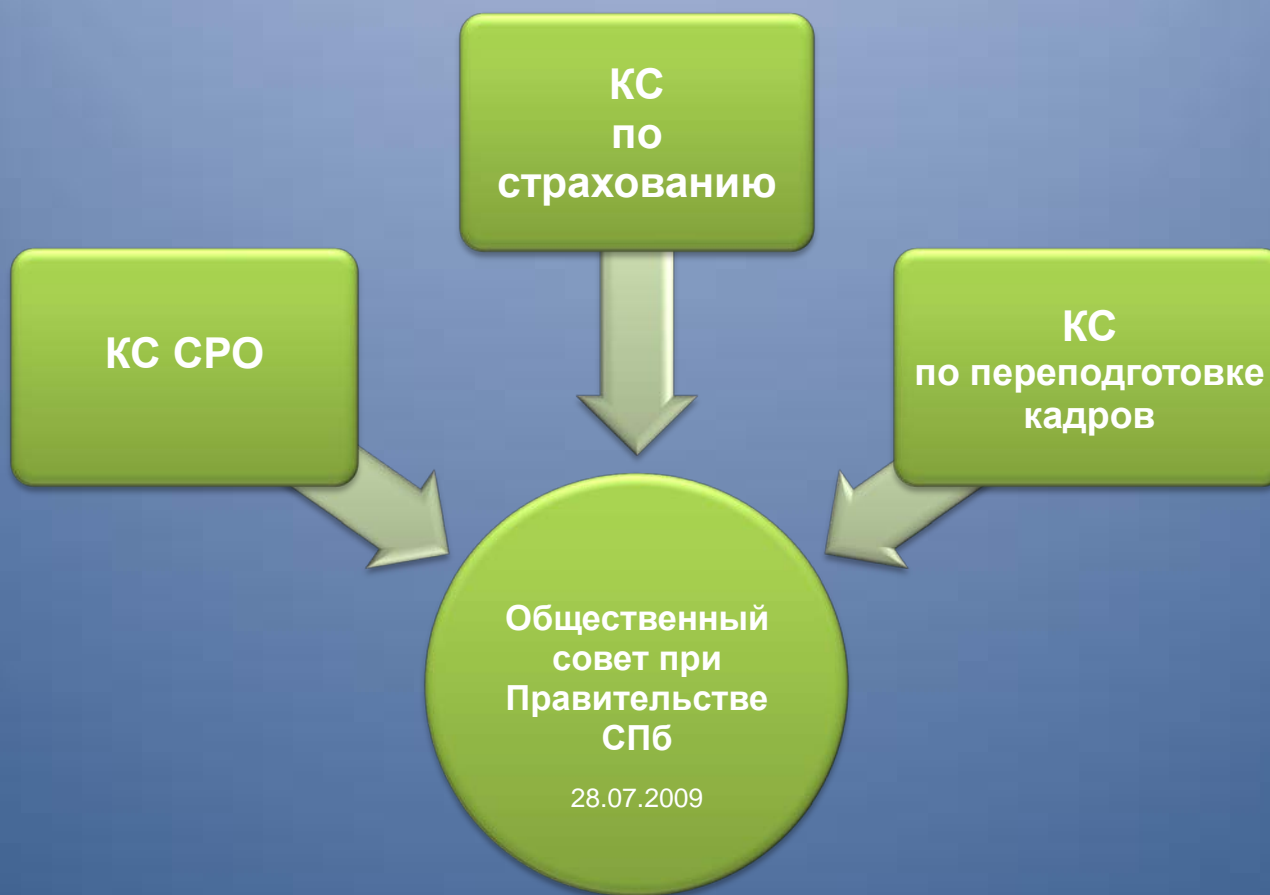 КС
по
страхованию
КС СРО
КС
по переподготовке
кадров
Общественный
совет при
Правительстве
СПб
28.07.2009